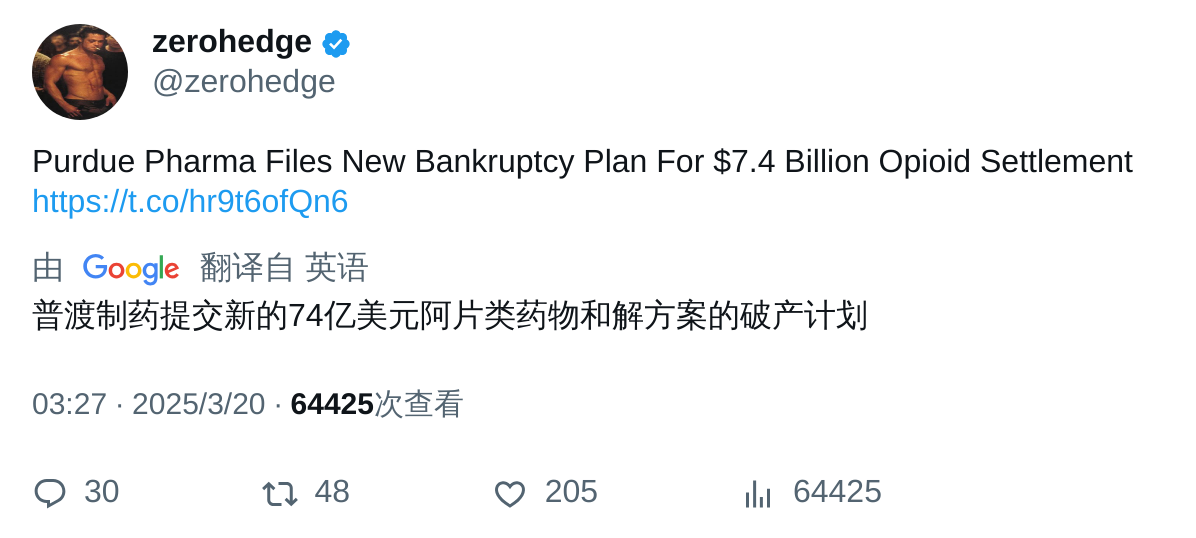 zerohedge
@zerohedge
Purdue Pharma Files New Bankruptcy Plan For $7.4 Billion Opioid Settlement
https://t.co/hr9t6ofQn6
由 Google 翻译自 英语
普渡制药提交新的74亿美元阿片类药物和解方案的破产计划
03:27 · 2025/3/20 · 64425次查看
30 48 205 64425